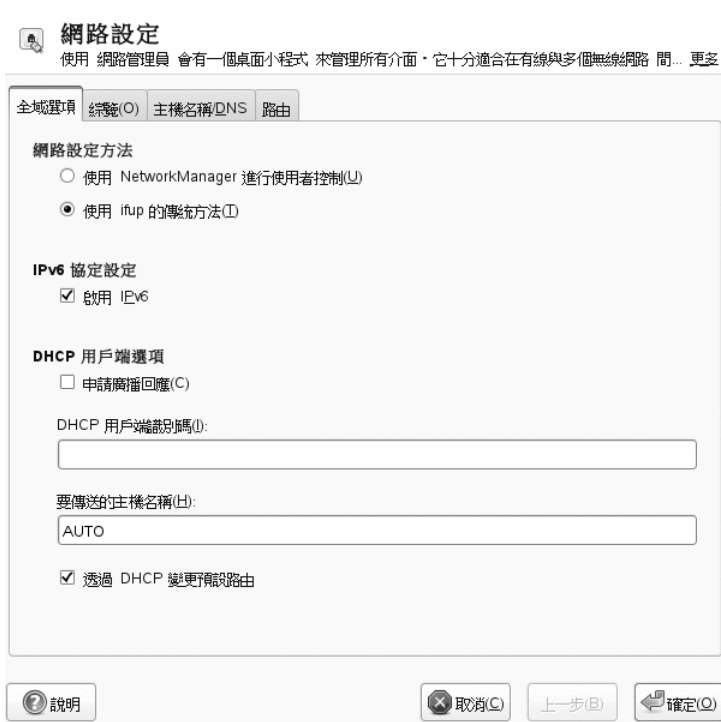 網路設定
使用 網路管理員 會有一個桌面小程式 來管理所有介面・它十分適合在有線與多個無線網路 間... 更多
全域選項 綜覽(O) 主機名稱/DNS 路由
網路設定方法
使用 NetworkManager 進行使用者控制(U)
使用 ifup 的傳統方法(T)
IPv6 協定設定
啟用 IPv6
DHCP 用戶端選項
申請廣播回應(C)
DHCP 用戶端識別碼(I):
要傳送的主機名稱(H):
AUTO
透過 DHCP 變更預設路由
說明 取消(C) 上一步(B) 確定(O)